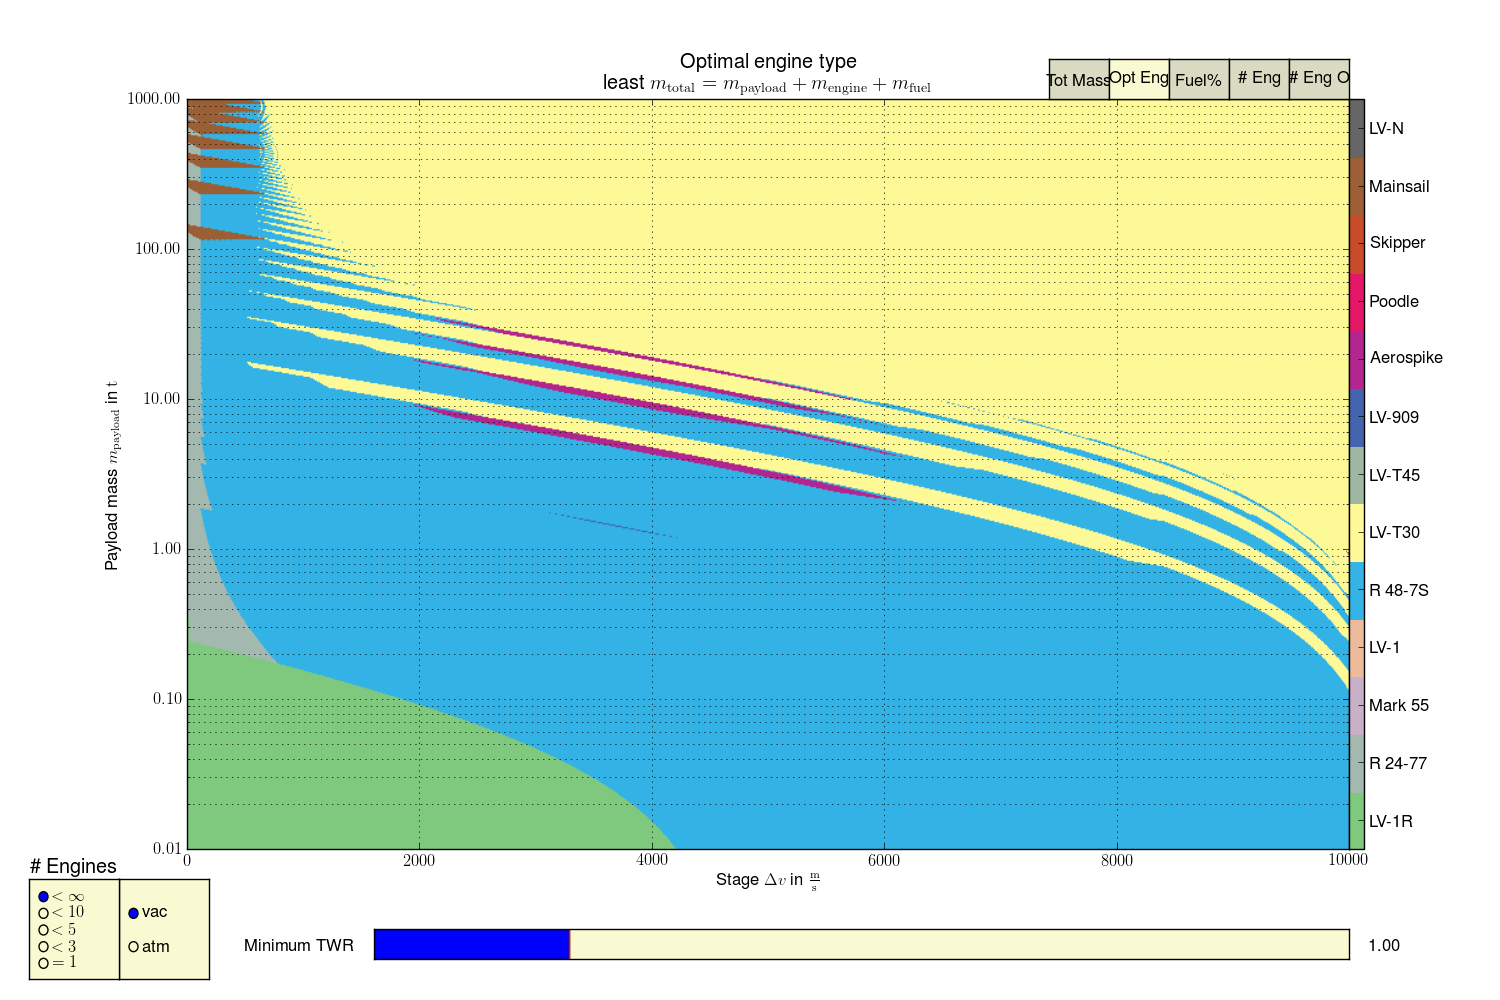 Optimal engine type
least m_total = m_payload + m_engine + m_fuel
Tot Mass
Opt Eng
Fuel%
# Eng
# Eng O
1000.00
100.00
10.00
1.00
0.10
0.01
Payload mass m_payload in t
0
2000
4000
6000
8000
10000
Stage Δv in m/s
LV-N
Mainsail
Skipper
Poodle
Aerospike
LV-909
LV-T45
LV-T30
R 48-7S
LV-1
Mark 55
R 24-77
LV-1R
# Engines
< ∞
< 10
< 5
< 3
= 1
vac
atm
Minimum TWR
1.00